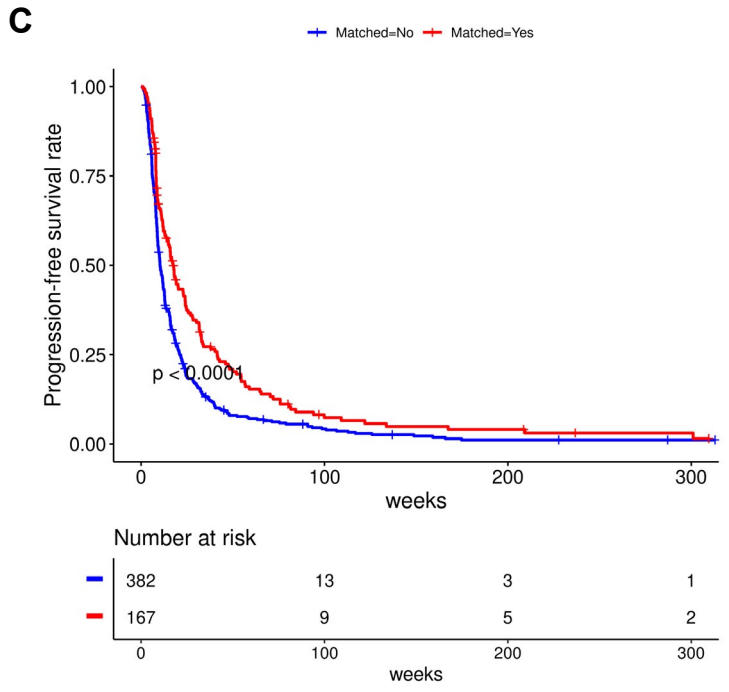 C
Matched=No Matched=Yes
Progression-free survival rate
1.00
0.75
0.50
0.25
0.00
p < 0.0001
0 100 200 300
weeks
Number at risk
382 13 3 1
167 9 5 2
0 100 200 300
weeks